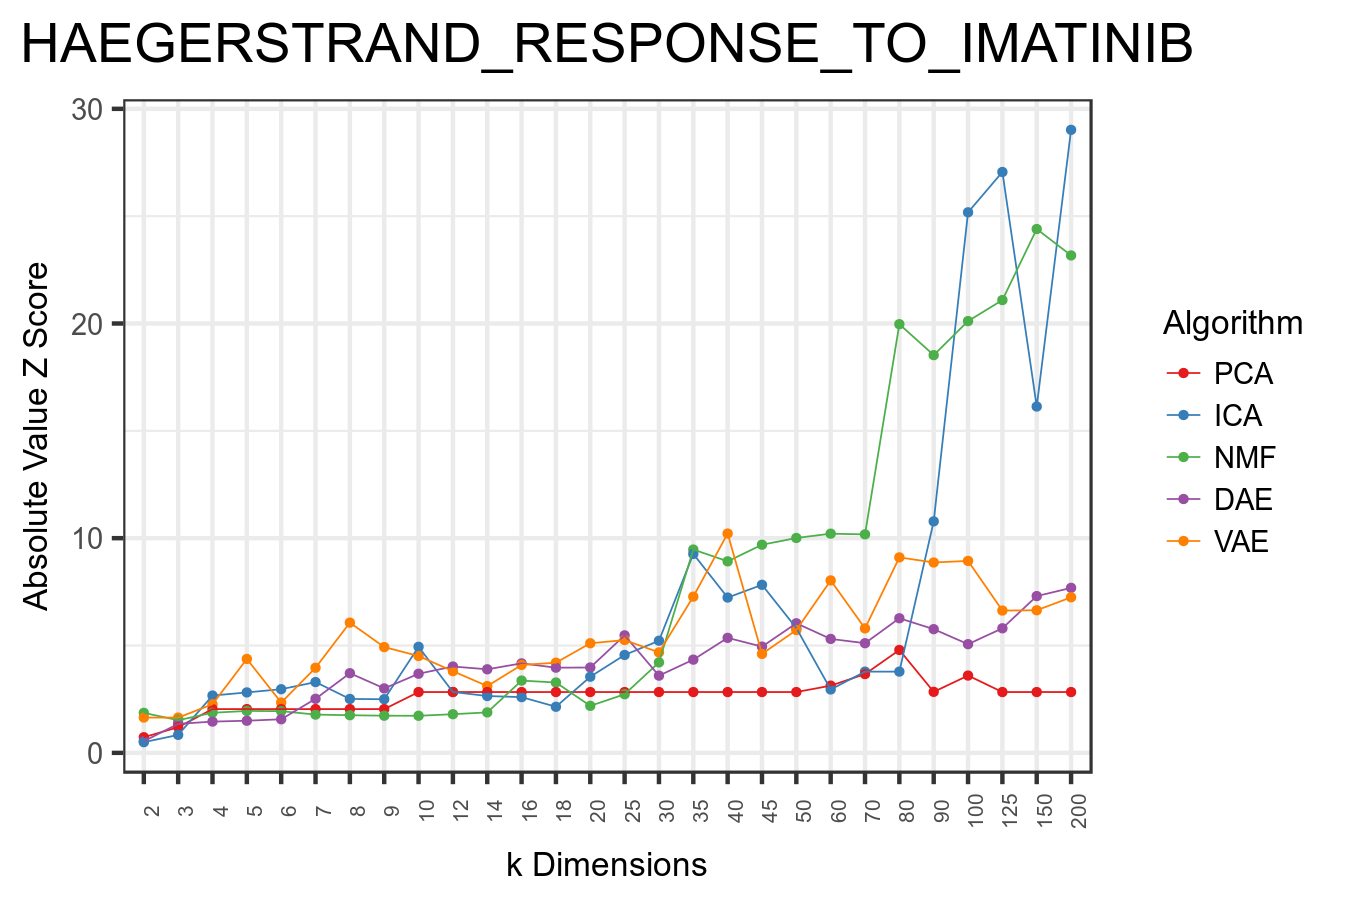 HAEGERSTRAND_RESPONSE_TO_IMATINIB
30
20
10
0
Absolute Value Z Score
2 3 4 5 6 7 8 9 10 12 14 16 18 20 25 30 35 40 45 50 60 70 80 90 100 125 150 200
k Dimensions
Algorithm
PCA
ICA
NMF
DAE
VAE